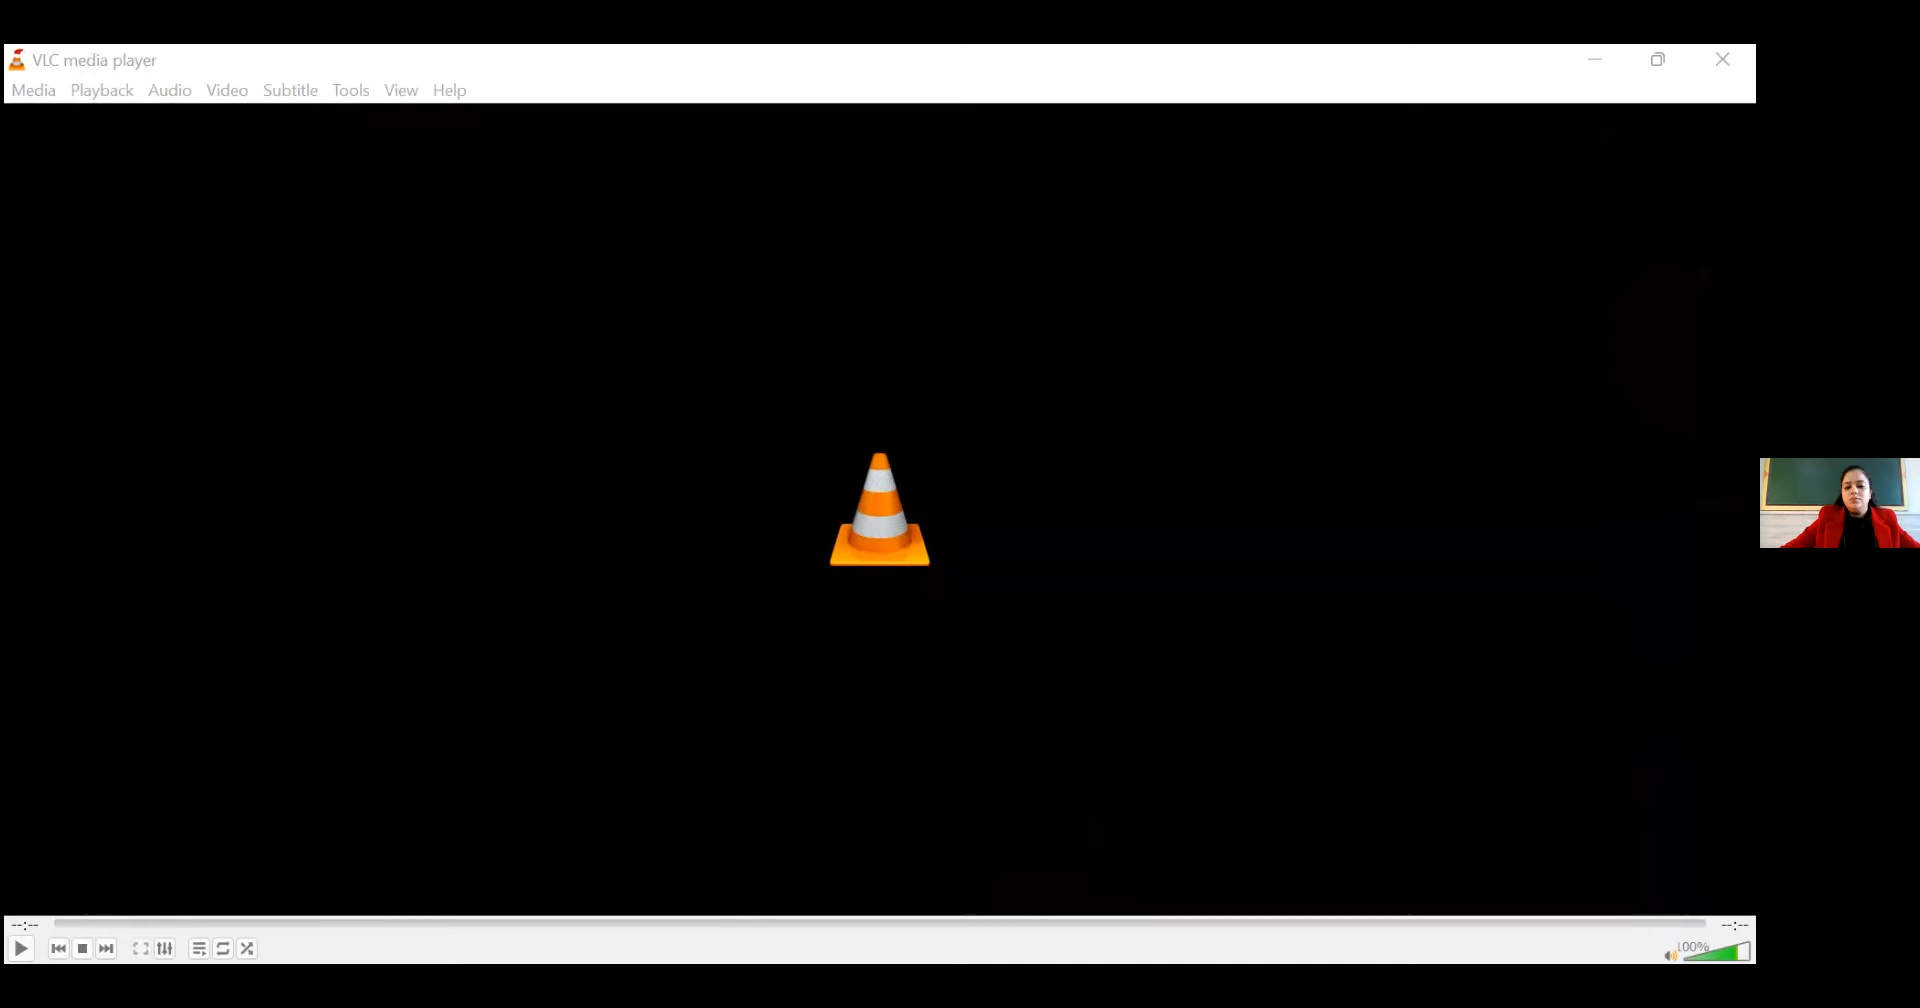 VLC media player
Media Playback Audio Video Subtitle Tools View Help
--:-- --:--
100%